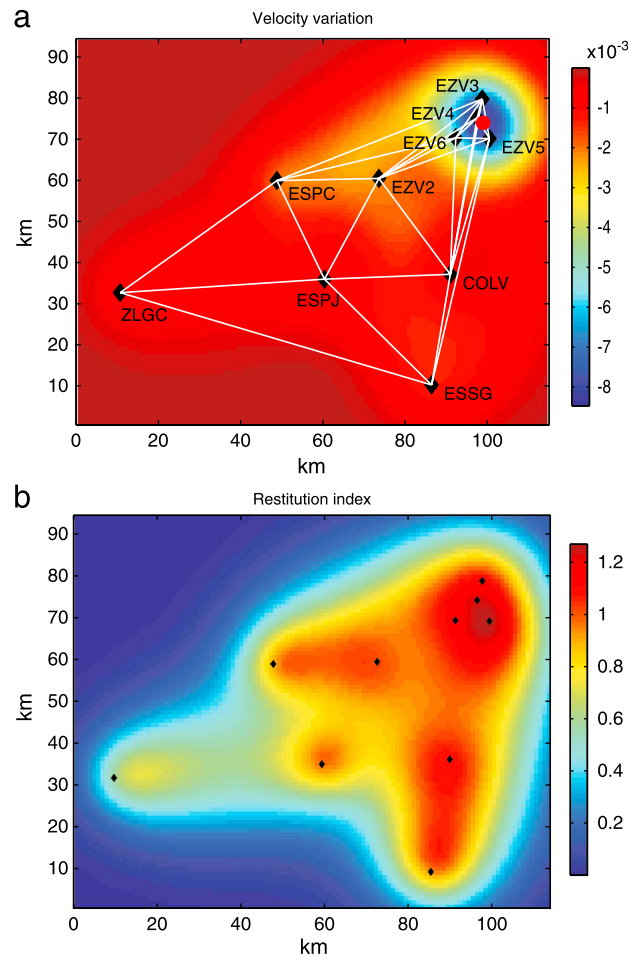 a
Velocity variation
x10⁻³
90
80
70
60
50
40
30
20
10
km
0
20
40
60
80
100
km
EZV3
EZV4
EZV6
EZV5
ESPC
EZV2
ZLGC
ESPJ
COLV
ESSG
-1
-2
-3
-4
-5
-6
-7
-8
b
Restitution index
90
80
70
60
50
40
30
20
10
km
0
20
40
60
80
100
km
1.2
1
0.8
0.6
0.4
0.2